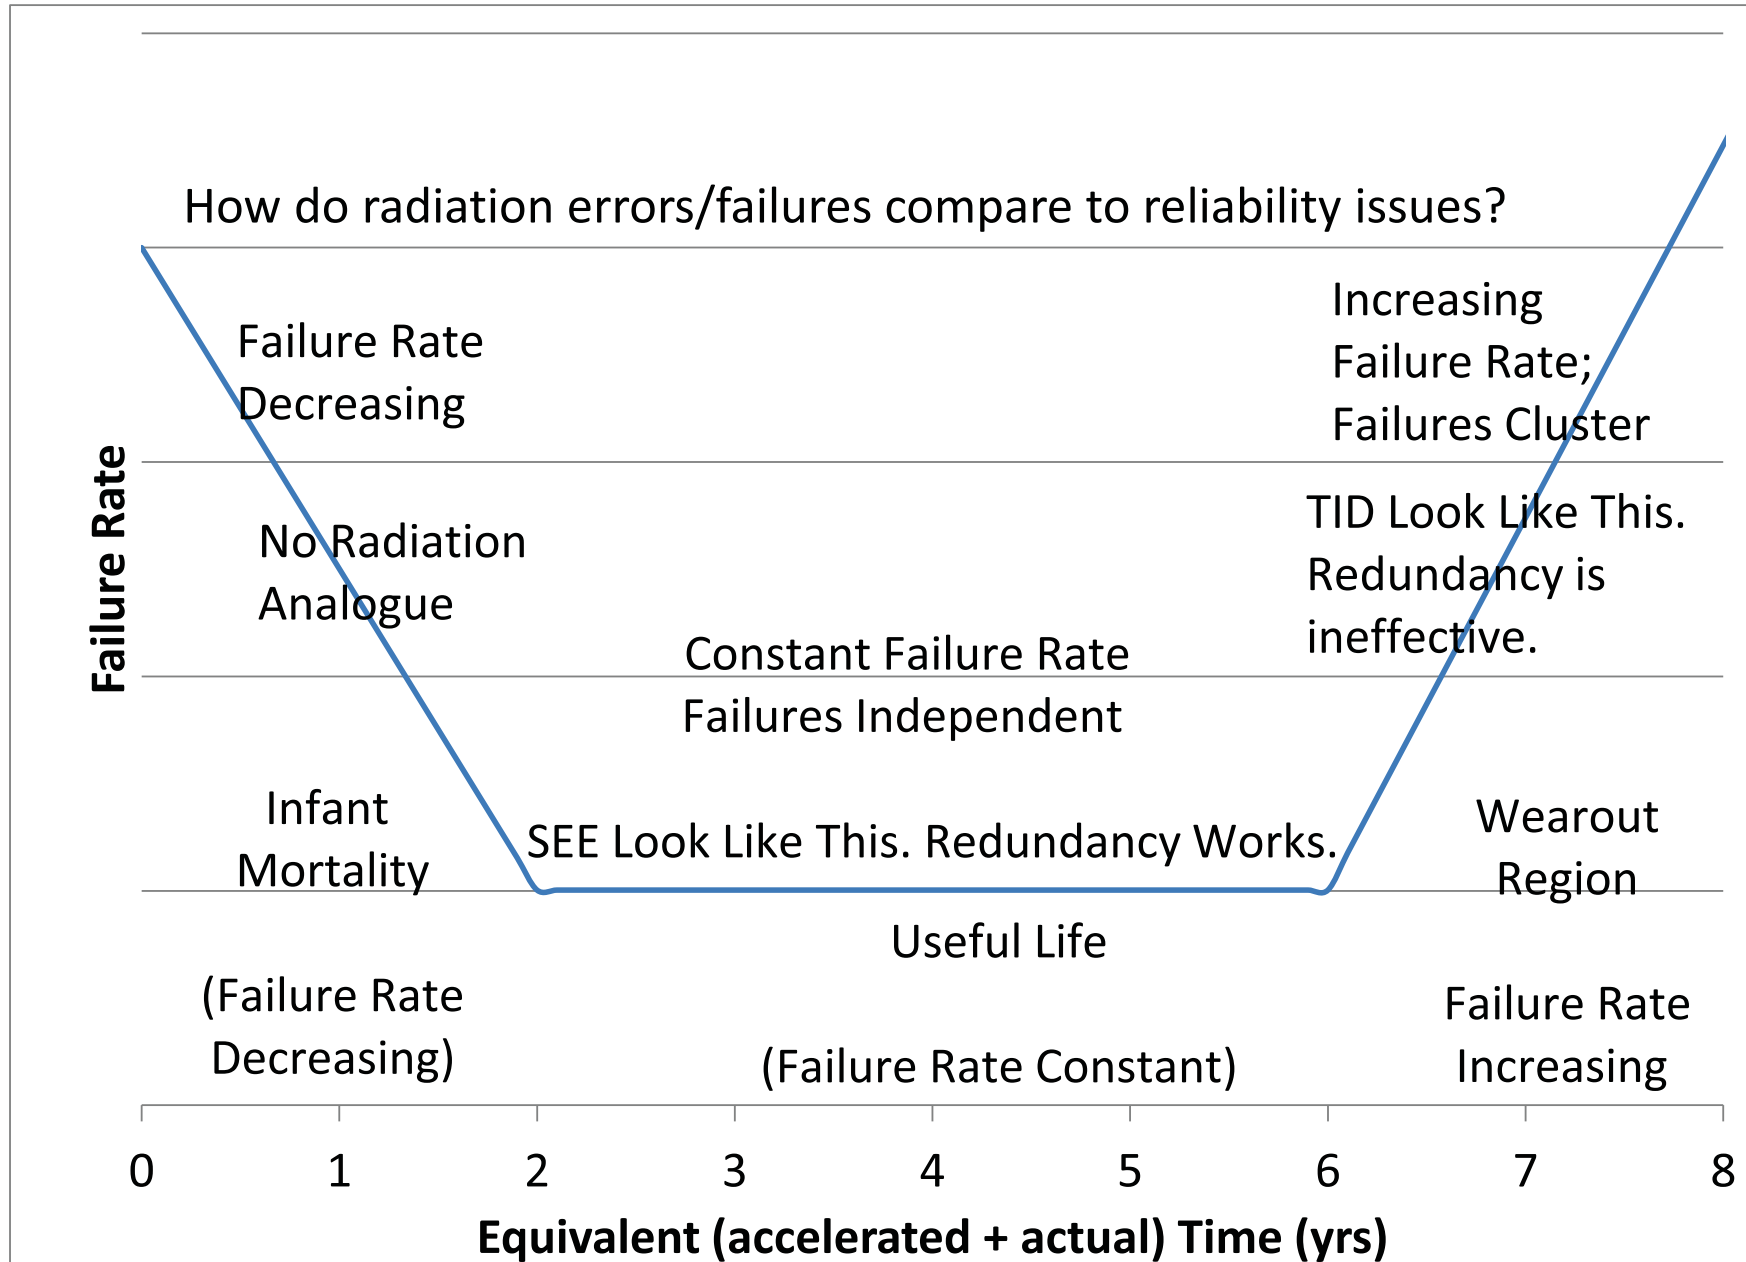 How do radiation errors/failures compare to reliability issues?
Failure Rate
Decreasing
No Radiation
Analogue
Infant
Mortality
(Failure Rate
Decreasing)
Constant Failure Rate
Failures Independent
SEE Look Like This. Redundancy Works.
Useful Life
(Failure Rate Constant)
Increasing
Failure Rate;
Failures Cluster
TID Look Like This.
Redundancy is
ineffective.
Wearout
Region
Failure Rate
Increasing
Failure Rate
0 1 2 3 4 5 6 7 8
Equivalent (accelerated + actual) Time (yrs)